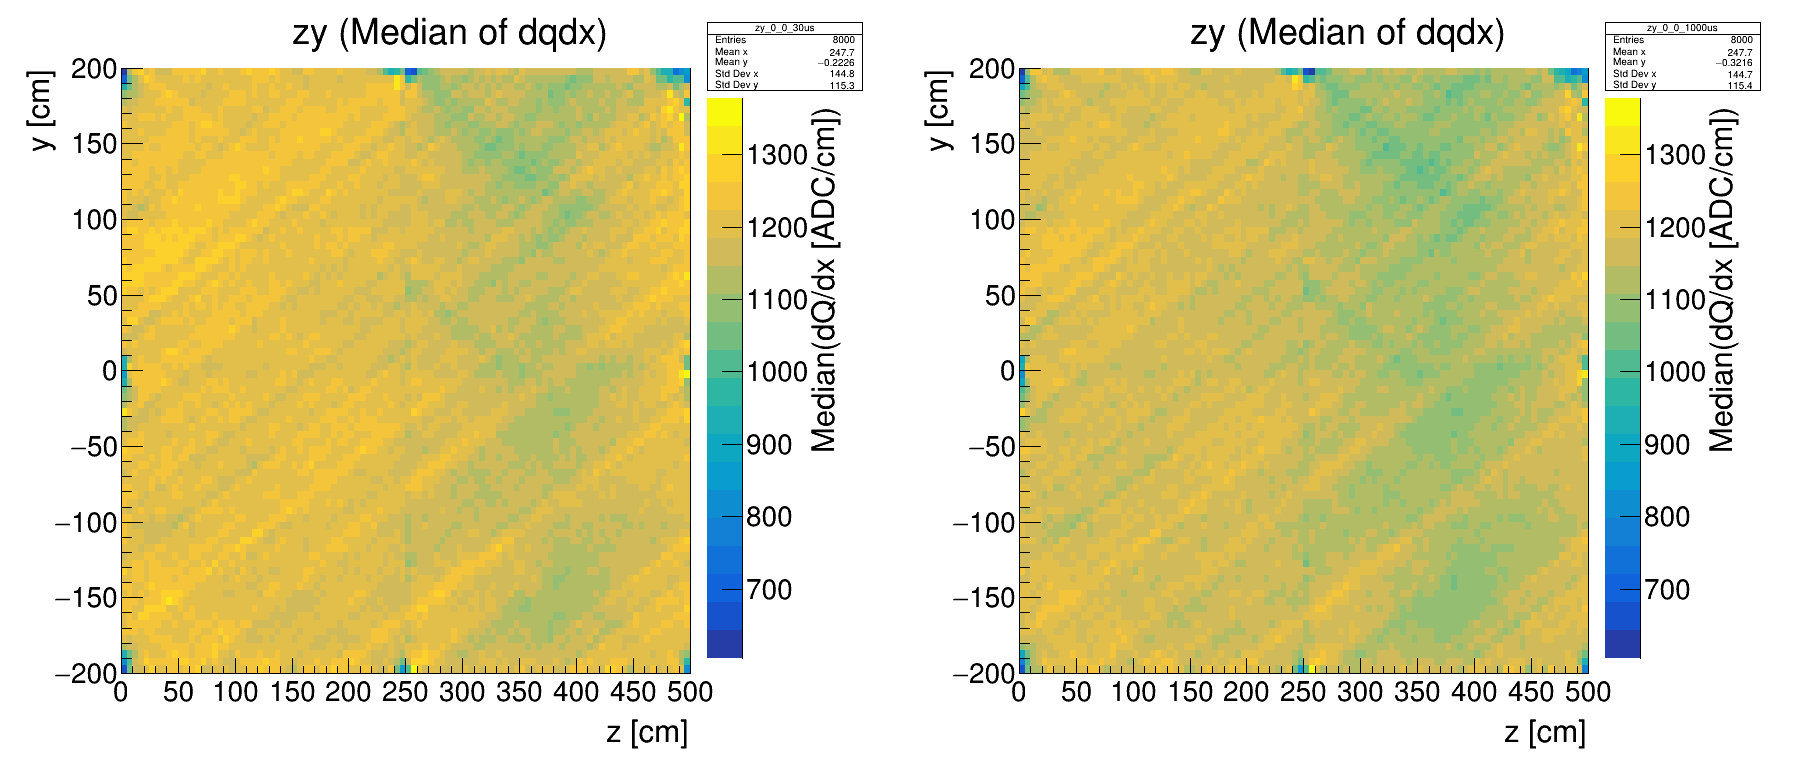 zy (Median of dqdx)
zy_0_0_30us
Entries 8000
Mean x 247.7
Mean y −0.2226
Std Dev x 144.8
Std Dev y 115.3
y [cm]
200
150
100
50
0
−50
−100
−150
−200
0 50 100 150 200 250 300 350 400 450 500
z [cm]
1300
1200
1100
1000
900
800
700
Median(dQ/dx [ADC/cm])
zy (Median of dqdx)
zy_0_0_1000us
Entries 8000
Mean x 247.7
Mean y −0.3216
Std Dev x 144.7
Std Dev y 115.4
y [cm]
200
150
100
50
0
−50
−100
−150
−200
0 50 100 150 200 250 300 350 400 450 500
z [cm]
1300
1200
1100
1000
900
800
700
Median(dQ/dx [ADC/cm])